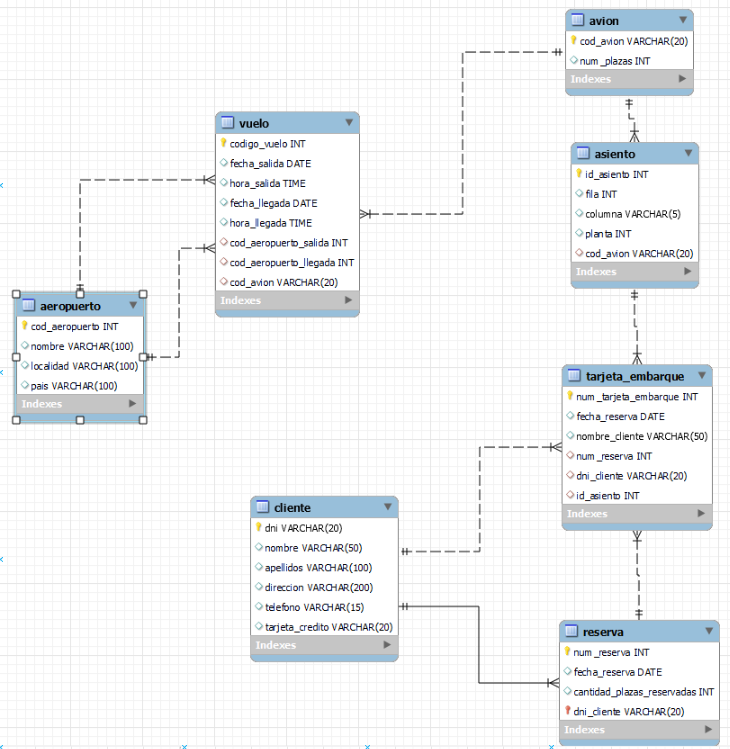 avion
cod_avion VARCHAR(20)
num_plazas INT
Indexes
vuelo
codigo_vuelo INT
fecha_salida DATE
hora_salida TIME
fecha_llegada DATE
hora_llegada TIME
cod_aeropuerto_salida INT
cod_aeropuerto_llegada INT
cod_avion VARCHAR(20)
Indexes
asiento
id_asiento INT
fila INT
columna VARCHAR(5)
planta INT
cod_avion VARCHAR(20)
Indexes
aeropuerto
cod_aeropuerto INT
nombre VARCHAR(100)
localidad VARCHAR(100)
pais VARCHAR(100)
Indexes
tarjeta_embarque
num_tarjeta_embarque INT
fecha_reserva DATE
nombre_cliente VARCHAR(50)
num_reserva INT
dni_cliente VARCHAR(20)
id_asiento INT
Indexes
cliente
dni VARCHAR(20)
nombre VARCHAR(50)
apellidos VARCHAR(100)
direccion VARCHAR(200)
telefono VARCHAR(15)
tarjeta_credito VARCHAR(20)
Indexes
reserva
num_reserva INT
fecha_reserva DATE
cantidad_plazas_reservadas INT
dni_cliente VARCHAR(20)
Indexes